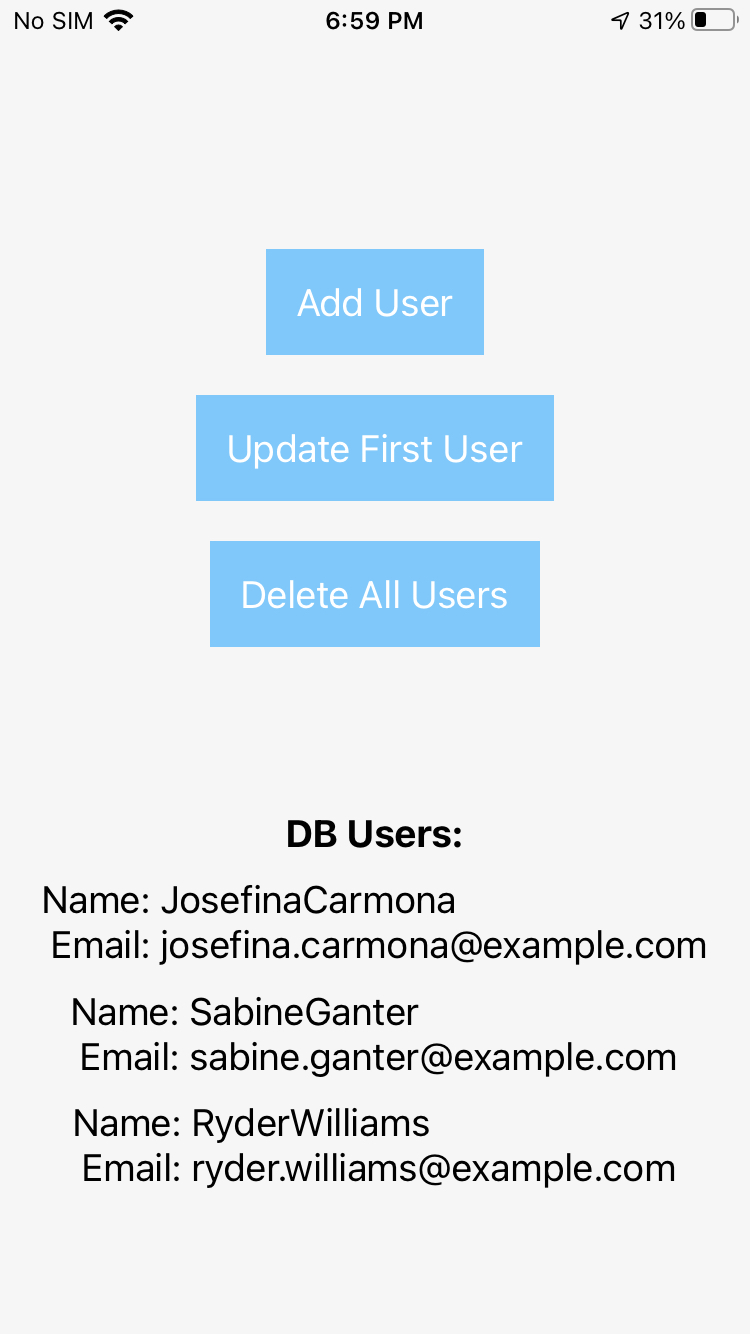 No SIM 6:59 PM 31%
Add User
Update First User
Delete All Users
DB Users:
Name: JosefinaCarmona
Email: josefina.carmona@example.com
Name: SabineGanter
Email: sabine.ganter@example.com
Name: RyderWilliams
Email: ryder.williams@example.com